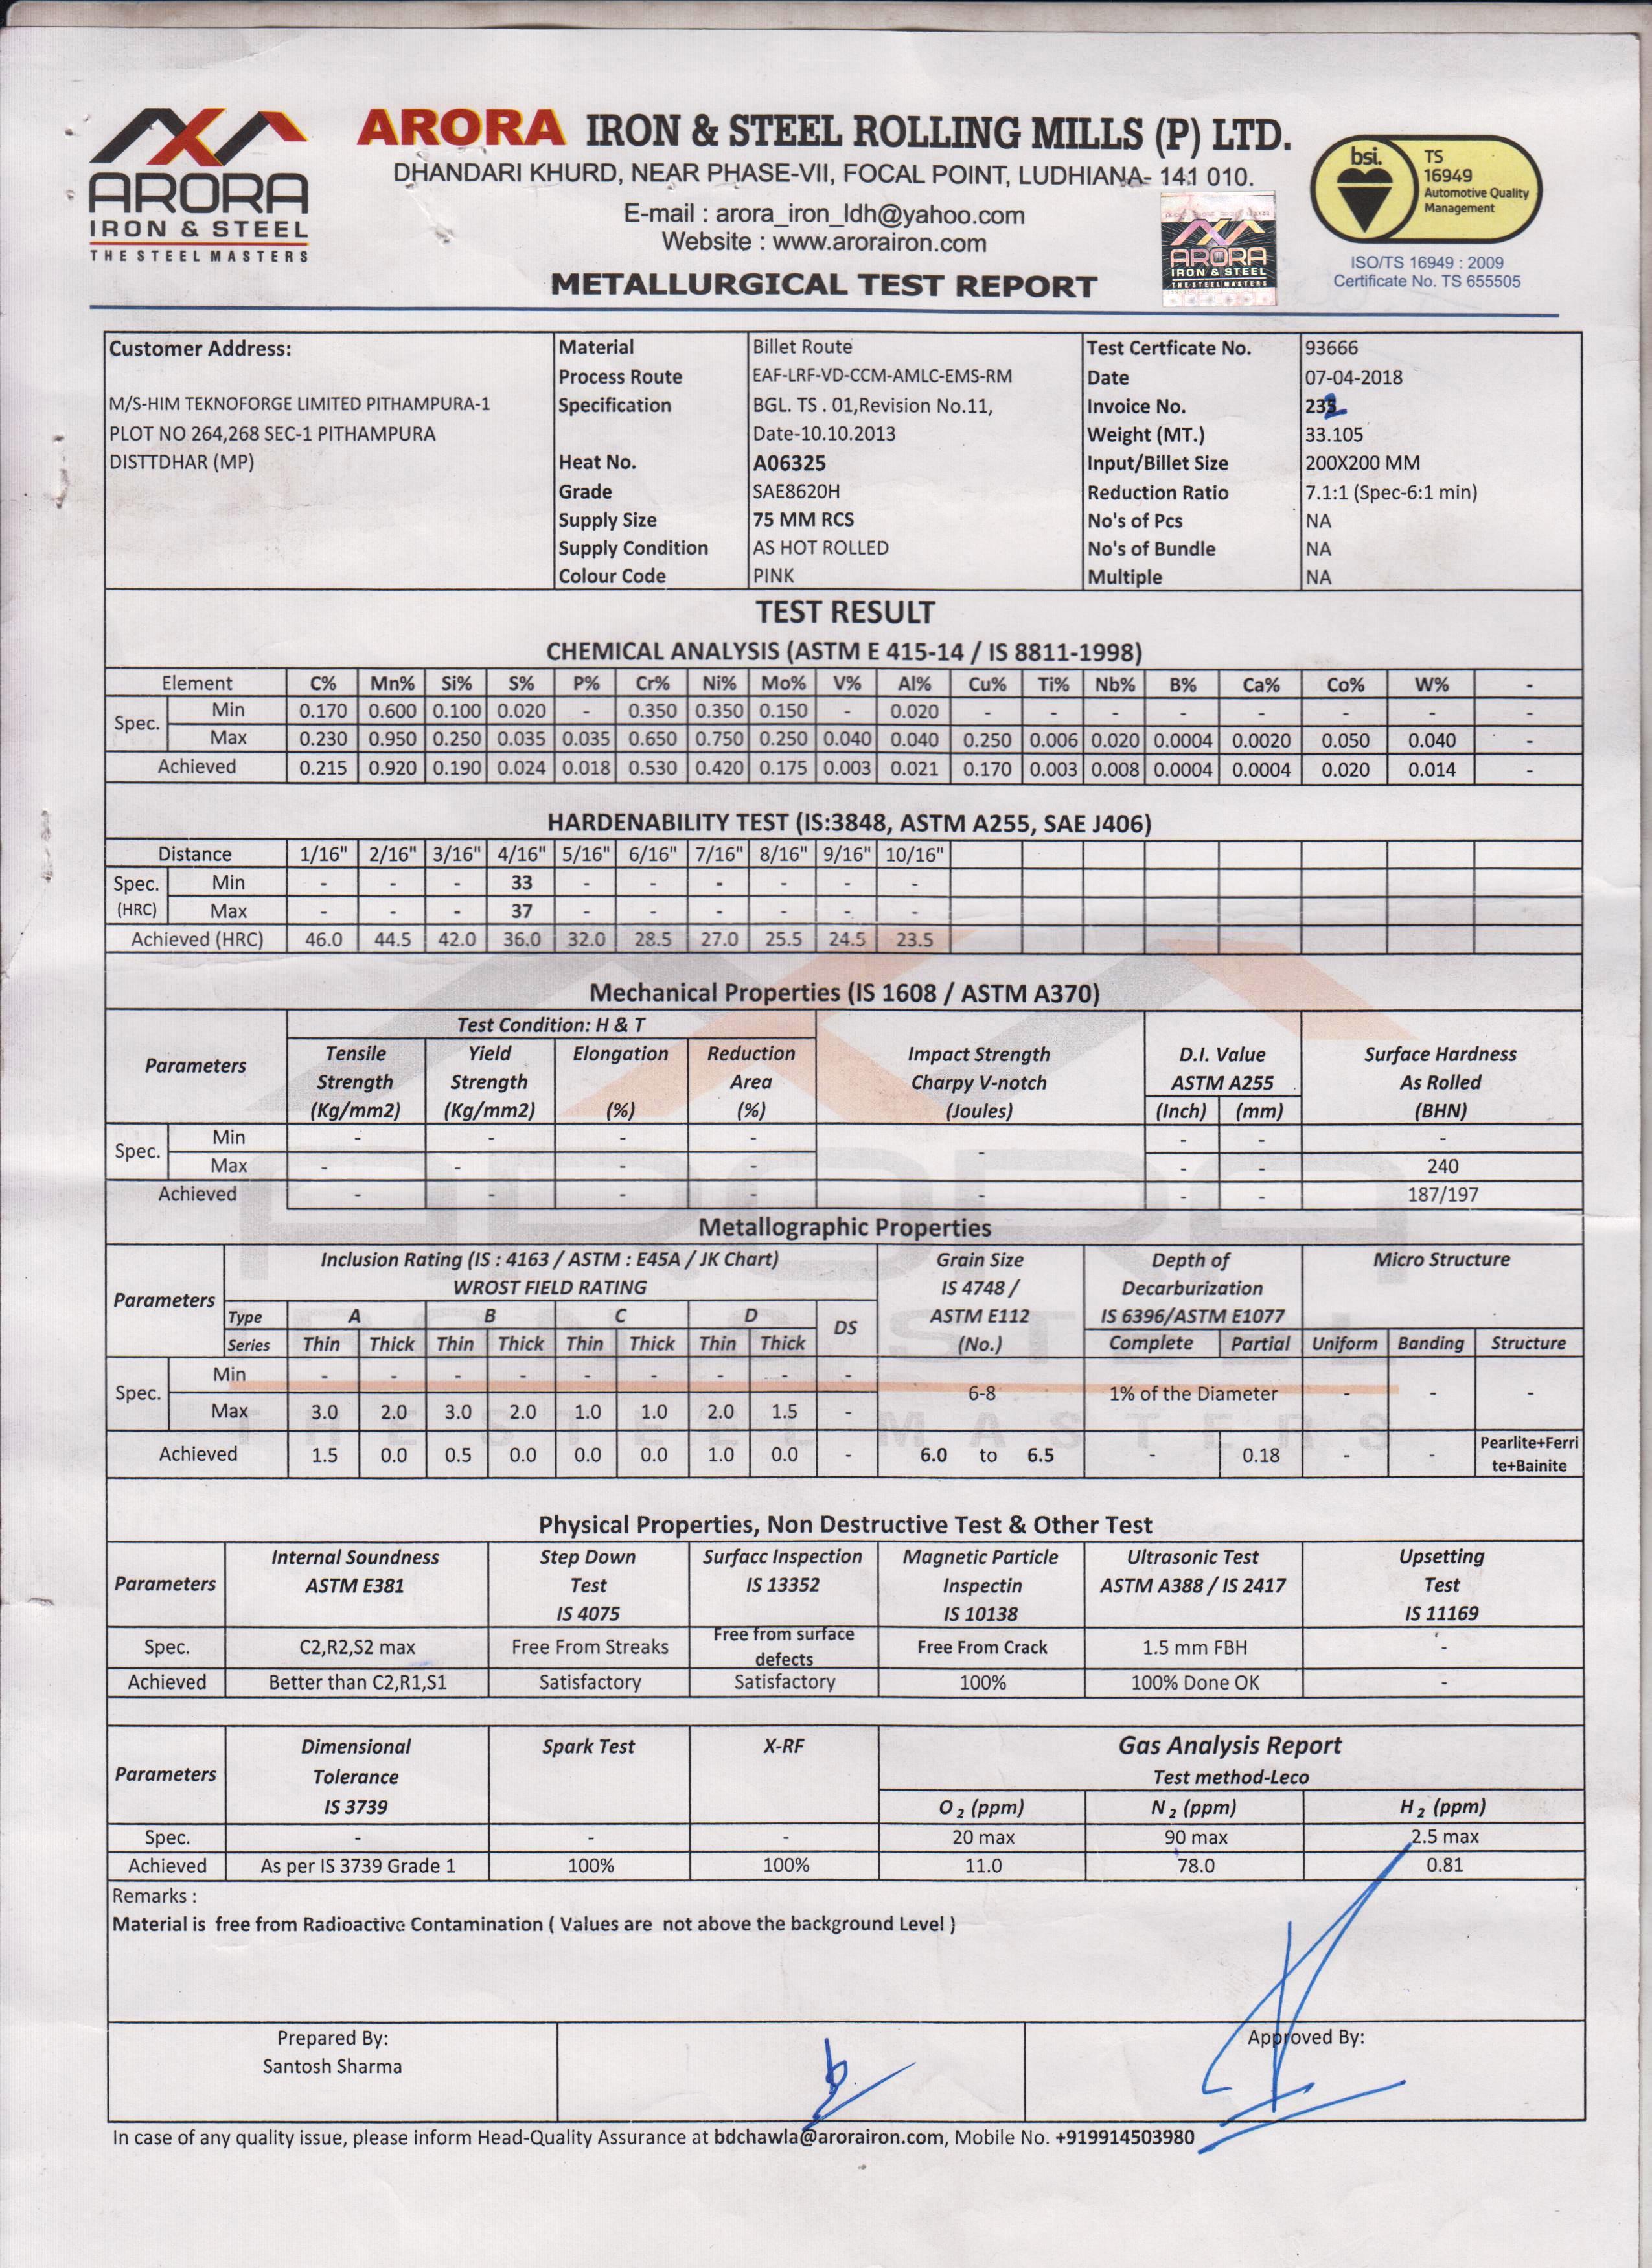 ARORA
IRON & STEEL
THE STEEL MASTERS
ARORA IRON & STEEL ROLLING MILLS (P) LTD.
DHANDARI KHURD, NEAR PHASE-VII, FOCAL POINT, LUDHIANA- 141 010.
E-mail : arora_iron_ldh@yahoo.com
Website : www.arorairon.com
METALLURGICAL TEST REPORT
ARORA
IRON & STEEL
THE STEEL MASTERS
bsi.
TS
16949
Automotive Quality
Management
ISO/TS 16949 : 2009
Certificate No. TS 655505
Customer Address:
M/S-HIM TEKNOFORGE LIMITED PITHAMPURA-1
PLOT NO 264,268 SEC-1 PITHAMPURA
DISTTDHAR (MP)
Material Billet Route
Process Route EAF-LRF-VD-CCM-AMLC-EMS-RM
Specification BGL. TS . 01,Revision No.11,
Date-10.10.2013
Heat No. A06325
Grade SAE8620H
Supply Size 75 MM RCS
Supply Condition AS HOT ROLLED
Colour Code PINK
Test Certficate No. 93666
Date 07-04-2018
Invoice No. 232
Weight (MT.) 33.105
Input/Billet Size 200X200 MM
Reduction Ratio 7.1:1 (Spec-6:1 min)
No's of Pcs NA
No's of Bundle NA
Multiple NA
TEST RESULT
CHEMICAL ANALYSIS (ASTM E 415-14 / IS 8811-1998)
Element C% Mn% Si% S% P% Cr% Ni% Mo% V% Al% Cu% Ti% Nb% B% Ca% Co% W% -
Spec. Min 0.170 0.600 0.100 0.020 - 0.350 0.350 0.150 - 0.020 - - - - - - - -
Max 0.230 0.950 0.250 0.035 0.035 0.650 0.750 0.250 0.040 0.040 0.250 0.006 0.020 0.0004 0.0020 0.050 0.040 -
Achieved 0.215 0.920 0.190 0.024 0.018 0.530 0.420 0.175 0.003 0.021 0.170 0.003 0.008 0.0004 0.0004 0.020 0.014 -
HARDENABILITY TEST (IS:3848, ASTM A255, SAE J406)
Distance 1/16" 2/16" 3/16" 4/16" 5/16" 6/16" 7/16" 8/16" 9/16" 10/16"
Spec. Min - - - 33 - - - - - -
(HRC) Max - - - 37 - - - - - -
Achieved (HRC) 46.0 44.5 42.0 36.0 32.0 28.5 27.0 25.5 24.5 23.5
Mechanical Properties (IS 1608 / ASTM A370)
Test Condition: H & T
Parameters
Tensile Strength (Kg/mm2)
Yield Strength (Kg/mm2)
Elongation (%)
Reduction Area (%)
Impact Strength Charpy V-notch (Joules)
D.I. Value ASTM A255
(Inch) (mm)
Surface Hardness As Rolled (BHN)
Spec. Min - - - - - - -
Max - - - - - - - 240
Achieved - - - - - - - 187/197
Metallographic Properties
Parameters
Inclusion Rating (IS : 4163 / ASTM : E45A / JK Chart)
WROST FIELD RATING
Type A B C D DS
Series Thin Thick Thin Thick Thin Thick Thin Thick
Grain Size
IS 4748 /
ASTM E112
(No.)
Depth of
Decarburization
IS 6396/ASTM E1077
Complete Partial
Micro Structure
Uniform Banding Structure
Spec. Min - - - - - - - - - 6-8 1% of the Diameter - - -
Max 3.0 2.0 3.0 2.0 1.0 1.0 2.0 1.5 -
Achieved 1.5 0.0 0.5 0.0 0.0 0.0 1.0 0.0 - 6.0 to 6.5 - 0.18 - - Pearlite+Ferri
te+Bainite
Physical Properties, Non Destructive Test & Other Test
Parameters
Internal Soundness
ASTM E381
Step Down
Test
IS 4075
Surfacc Inspection
IS 13352
Magnetic Particle
Inspectin
IS 10138
Ultrasonic Test
ASTM A388 / IS 2417
Upsetting
Test
IS 11169
Spec. C2,R2,S2 max Free From Streaks Free from surface defects Free From Crack 1.5 mm FBH -
Achieved Better than C2,R1,S1 Satisfactory Satisfactory 100% 100% Done OK -
Parameters
Dimensional
Tolerance
IS 3739
Spark Test
X-RF
Gas Analysis Report
Test method-Leco
O2 (ppm) N2 (ppm) H2 (ppm)
Spec. - - - 20 max 90 max 2.5 max
Achieved As per IS 3739 Grade 1 100% 100% 11.0 78.0 0.81
Remarks :
Material is free from Radioactive Contamination ( Values are not above the background Level )
Prepared By:
Santosh Sharma
Approved By:
In case of any quality issue, please inform Head-Quality Assurance at bdchawla@arorairon.com, Mobile No. +919914503980
ARORA
IRON & STEEL
THE STEEL MASTERS